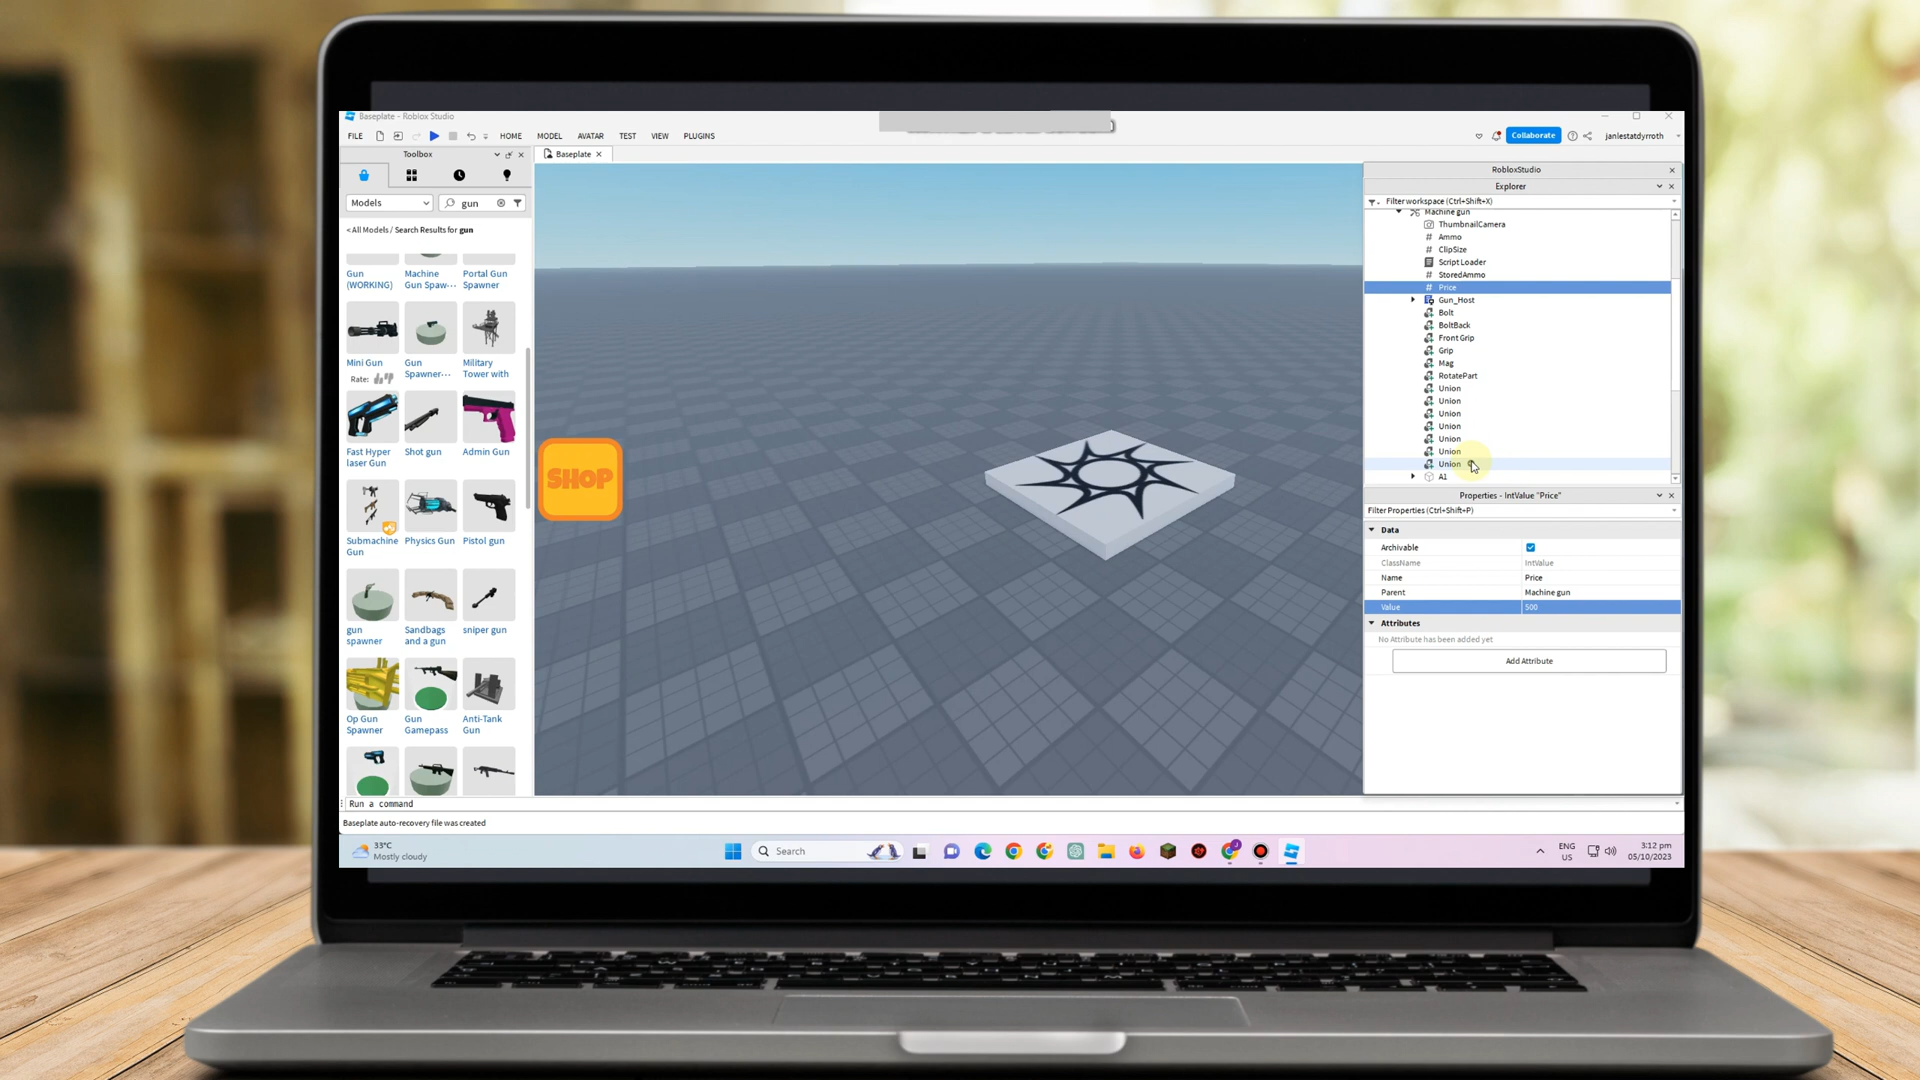 Baseplate - Roblox Studio
FILE HOME MODEL AVATAR TEST VIEW PLUGINS Collaborate janlestatdyrroth
Toolbox
Baseplate
Models
gun
< All Models / Search Results for gun
Gun (WORKING)
Machine Gun Spaw...
Portal Gun Spawner
Mini Gun
Rate:
Gun Spawner...
Military Tower with
Fast Hyper laser Gun
Shot gun
Admin Gun
Submachine Gun
Physics Gun
Pistol gun
gun spawner
Sandbags and a gun
sniper gun
Op Gun Spawner
Gun Gamepass
Anti-Tank Gun
SHOP
RobloxStudio
Explorer
Filter workspace (Ctrl+Shift+X)
Machine gun
ThumbnailCamera
# Ammo
# ClipSize
Script Loader
# StoredAmmo
# Price
Gun_Host
Bolt
BoltBack
Front Grip
Grip
Mag
RotatePart
Union
Union
Union
Union
Union
Union
Union
A1
Properties - IntValue "Price"
Filter Properties (Ctrl+Shift+P)
Data
Archivable
ClassName IntValue
Name Price
Parent Machine gun
Value 500
Attributes
No Attribute has been added yet
Add Attribute
Run a command
Baseplate auto-recovery file was created
33°C
Mostly cloudy
Search
ENG
US
3:12 pm
05/10/2023